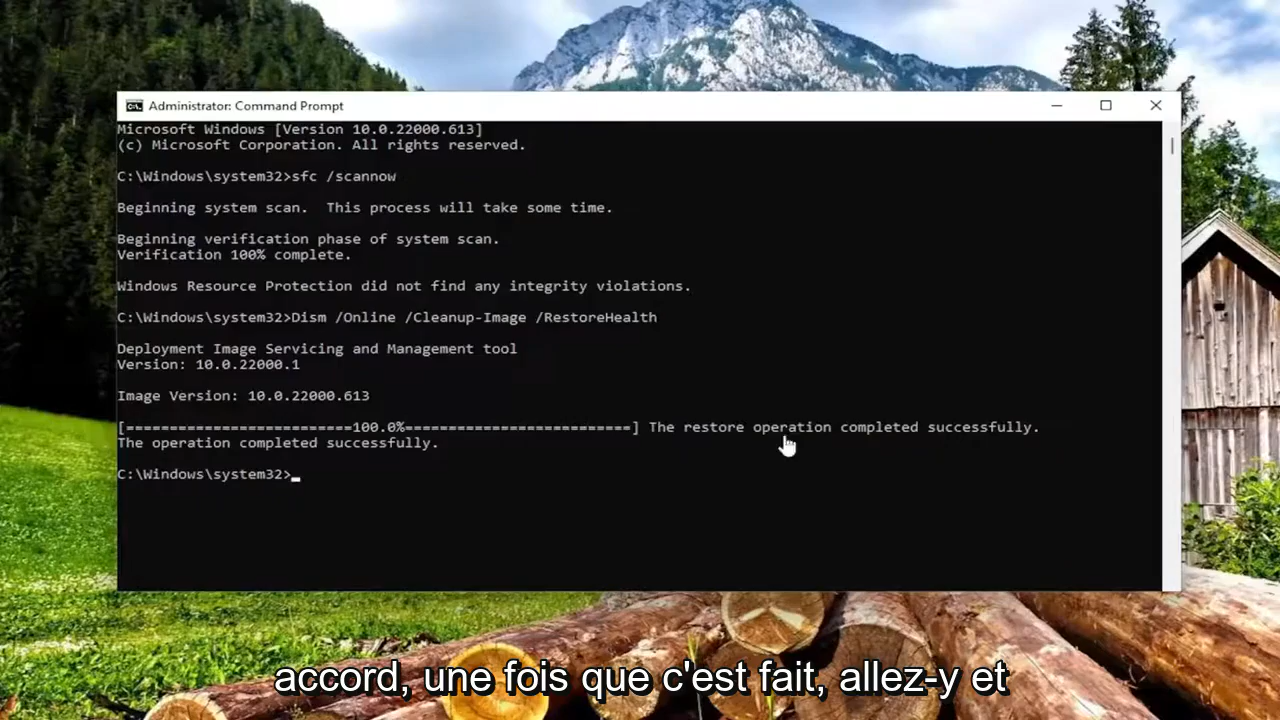 Administrator: Command Prompt
Microsoft Windows [Version 10.0.22000.613]
(c) Microsoft Corporation. All rights reserved.
C:\Windows\system32>sfc /scannow
Beginning system scan.  This process will take some time.
Beginning verification phase of system scan.
Verification 100% complete.
Windows Resource Protection did not find any integrity violations.
C:\Windows\system32>Dism /Online /Cleanup-Image /RestoreHealth
Deployment Image Servicing and Management tool
Version: 10.0.22000.1
Image Version: 10.0.22000.613
[==========================100.0%==========================] The restore operation completed successfully.
The operation completed successfully.
C:\Windows\system32>
accord, une fois que c'est fait, allez-y et